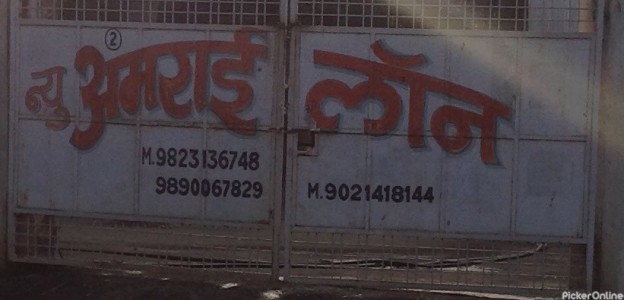 ②
न्यु अमराई लॉन
M.9823136748
9890067829
M.9021418144
PickerOnline